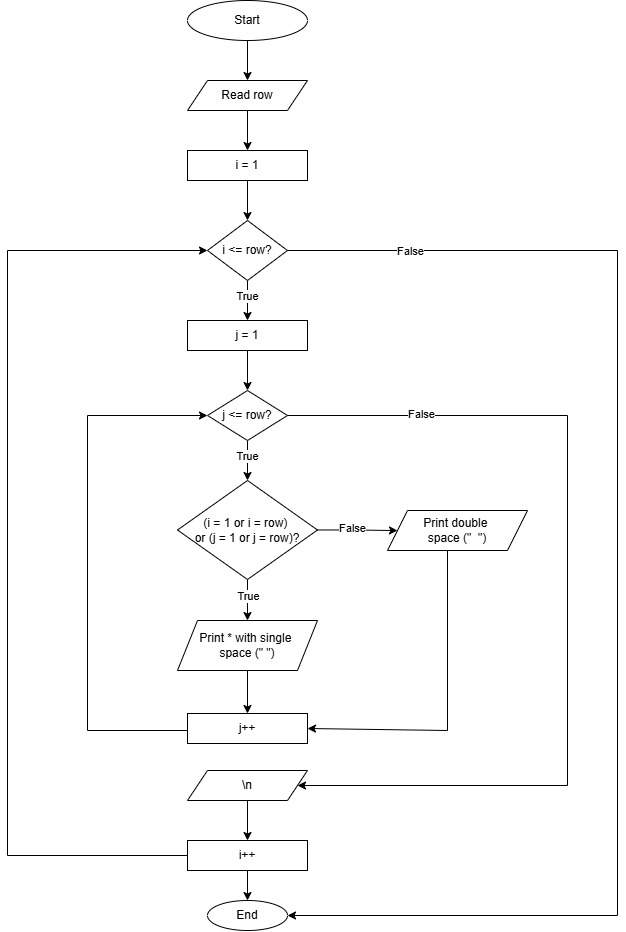 Start
Read row
i = 1
i <= row?
False
True
j = 1
j <= row?
False
True
(i = 1 or i = row)
or (j = 1 or j = row)?
False
Print double
space ("  ")
True
Print * with single
space (" ")
j++
\n
i++
End